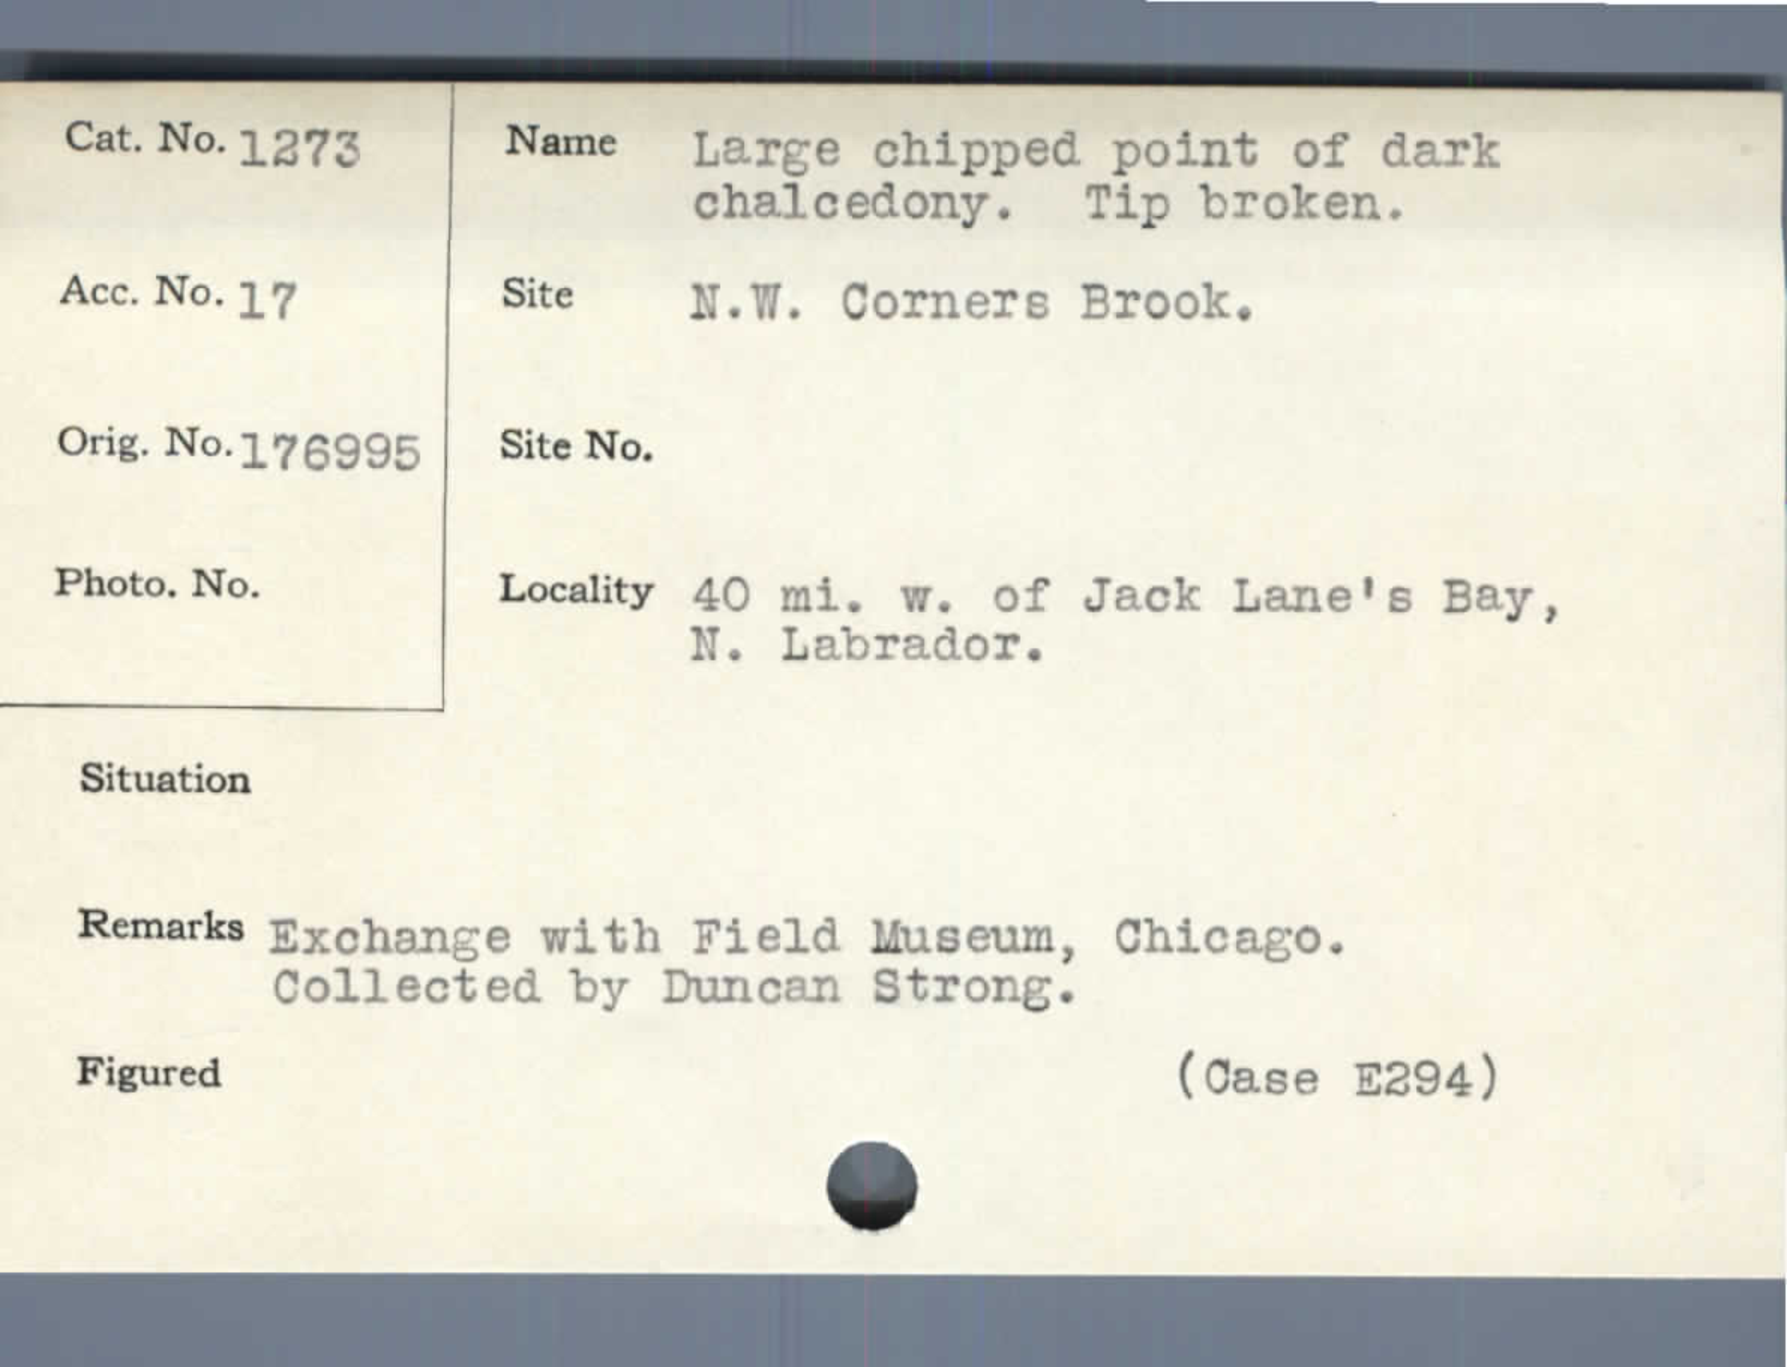 Cat. No. 1273
Name Large chipped point of dark
chalcedony. Tip broken.
Acc. No. 17
Site N.W. Corners Brook.
Orig. No. 176995
Site No.
Photo. No.
Locality 40 mi. w. of Jack Lane's Bay,
N. Labrador.
Situation
Remarks Exchange with Field Museum, Chicago.
Collected by Duncan Strong.
Figured
(Case E294)